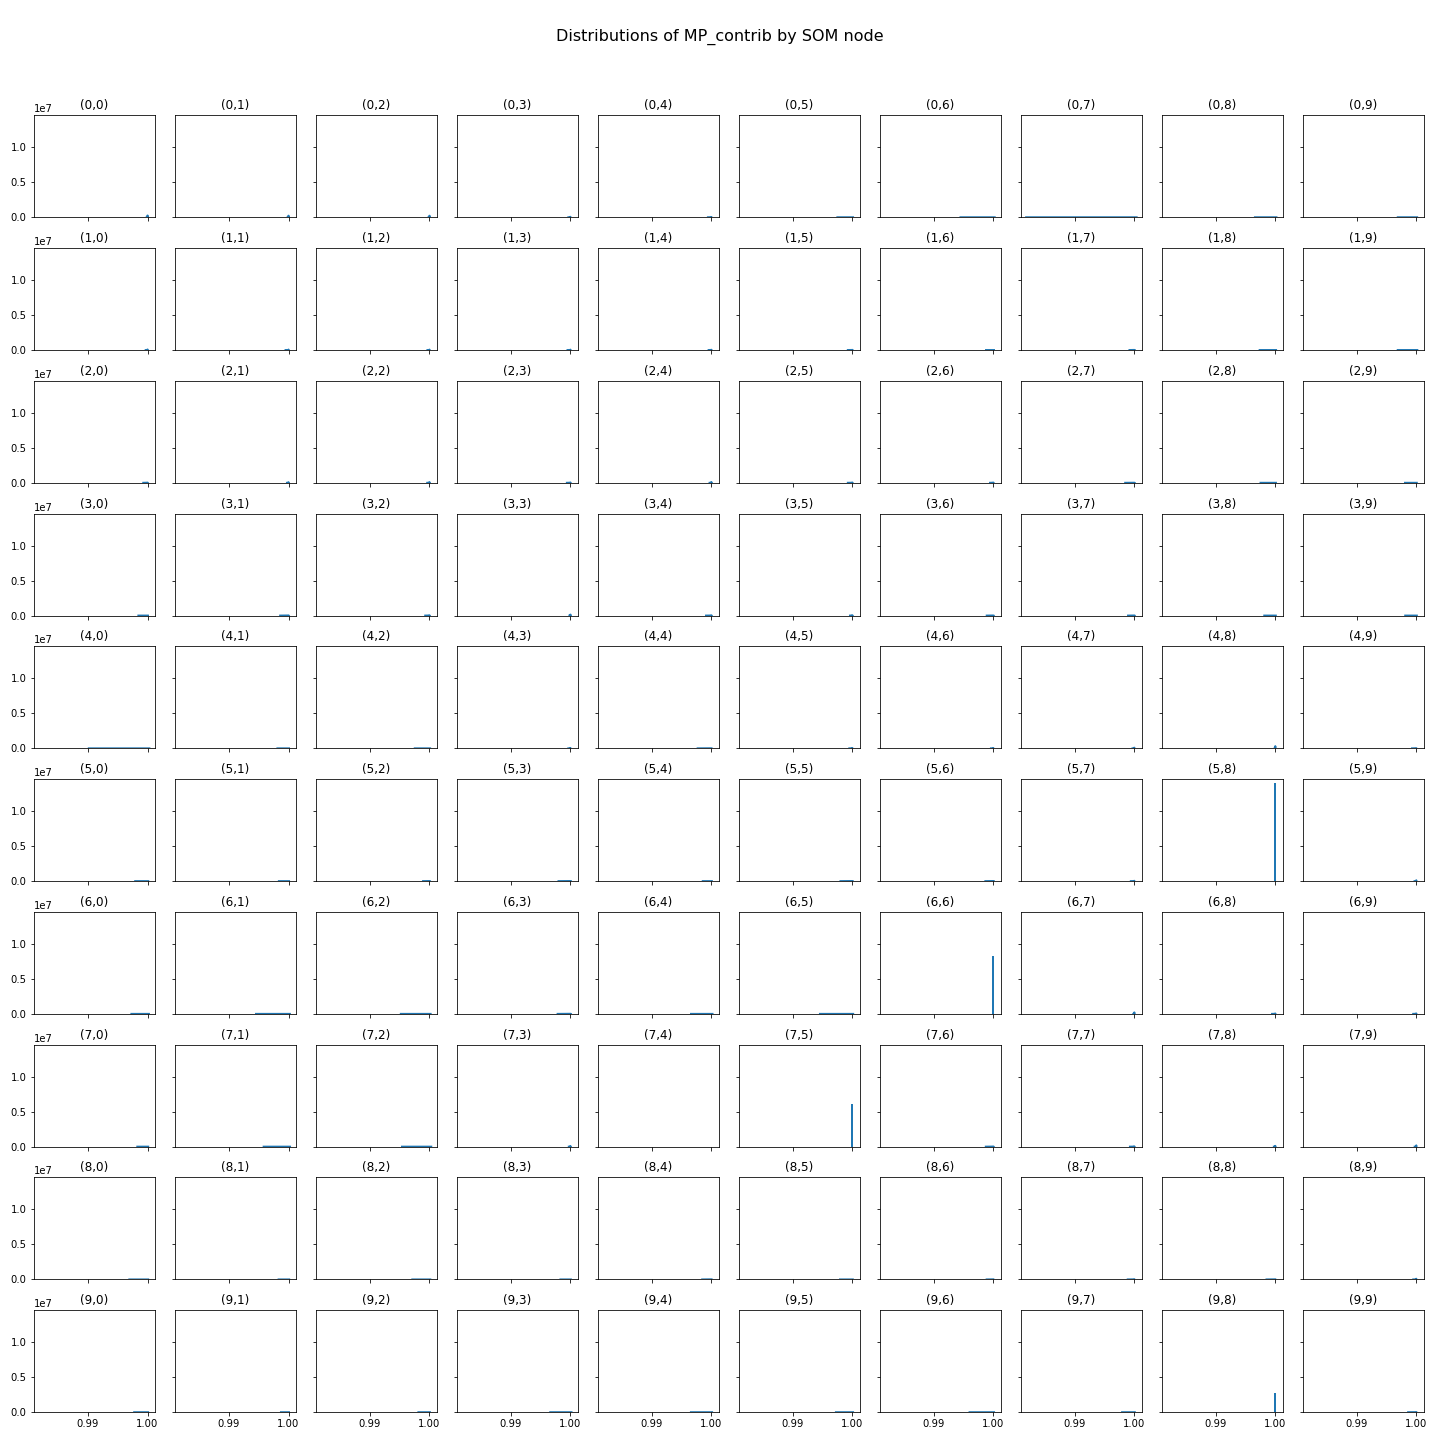 Distributions of MP_contrib by SOM node
1e7 (0,0) (0,1) (0,2) (0,3) (0,4) (0,5) (0,6) (0,7) (0,8) (0,9)
1.0
0.5
0.0
1e7 (1,0) (1,1) (1,2) (1,3) (1,4) (1,5) (1,6) (1,7) (1,8) (1,9)
1.0
0.5
0.0
1e7 (2,0) (2,1) (2,2) (2,3) (2,4) (2,5) (2,6) (2,7) (2,8) (2,9)
1.0
0.5
0.0
1e7 (3,0) (3,1) (3,2) (3,3) (3,4) (3,5) (3,6) (3,7) (3,8) (3,9)
1.0
0.5
0.0
1e7 (4,0) (4,1) (4,2) (4,3) (4,4) (4,5) (4,6) (4,7) (4,8) (4,9)
1.0
0.5
0.0
1e7 (5,0) (5,1) (5,2) (5,3) (5,4) (5,5) (5,6) (5,7) (5,8) (5,9)
1.0
0.5
0.0
1e7 (6,0) (6,1) (6,2) (6,3) (6,4) (6,5) (6,6) (6,7) (6,8) (6,9)
1.0
0.5
0.0
1e7 (7,0) (7,1) (7,2) (7,3) (7,4) (7,5) (7,6) (7,7) (7,8) (7,9)
1.0
0.5
0.0
1e7 (8,0) (8,1) (8,2) (8,3) (8,4) (8,5) (8,6) (8,7) (8,8) (8,9)
1.0
0.5
0.0
1e7 (9,0) (9,1) (9,2) (9,3) (9,4) (9,5) (9,6) (9,7) (9,8) (9,9)
1.0
0.5
0.0
0.99 1.00 0.99 1.00 0.99 1.00 0.99 1.00 0.99 1.00 0.99 1.00 0.99 1.00 0.99 1.00 0.99 1.00 0.99 1.00